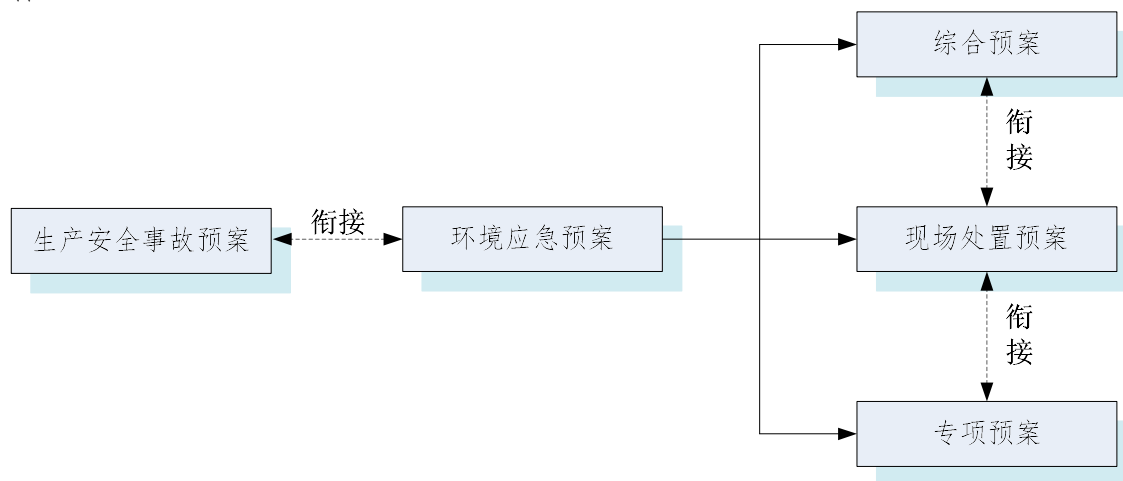 综合预案
衔
接
生产安全事故预案
衔接
环境应急预案
现场处置预案
衔
接
专项预案